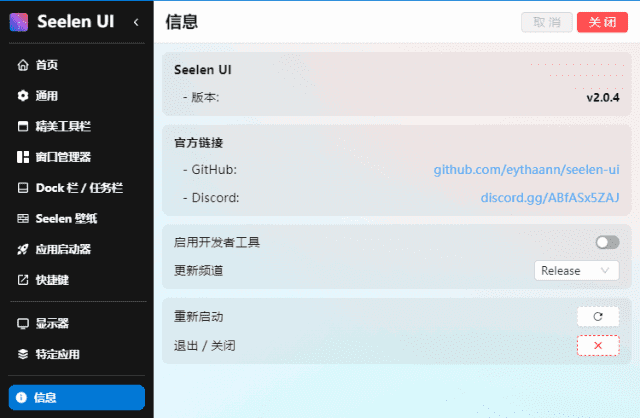 Seelen UI
首页
通用
精美工具栏
窗口管理器
Dock 栏 / 任务栏
Seelen 壁纸
应用启动器
快捷键
显示器
特定应用
信息
信息
取 消
关 闭
Seelen UI
- 版本:
v2.0.4
官方链接
- GitHub:
github.com/eythaann/seelen-ui
- Discord:
discord.gg/ABfASx5ZAJ
启用开发者工具
更新频道
Release
重新启动
退出 / 关闭